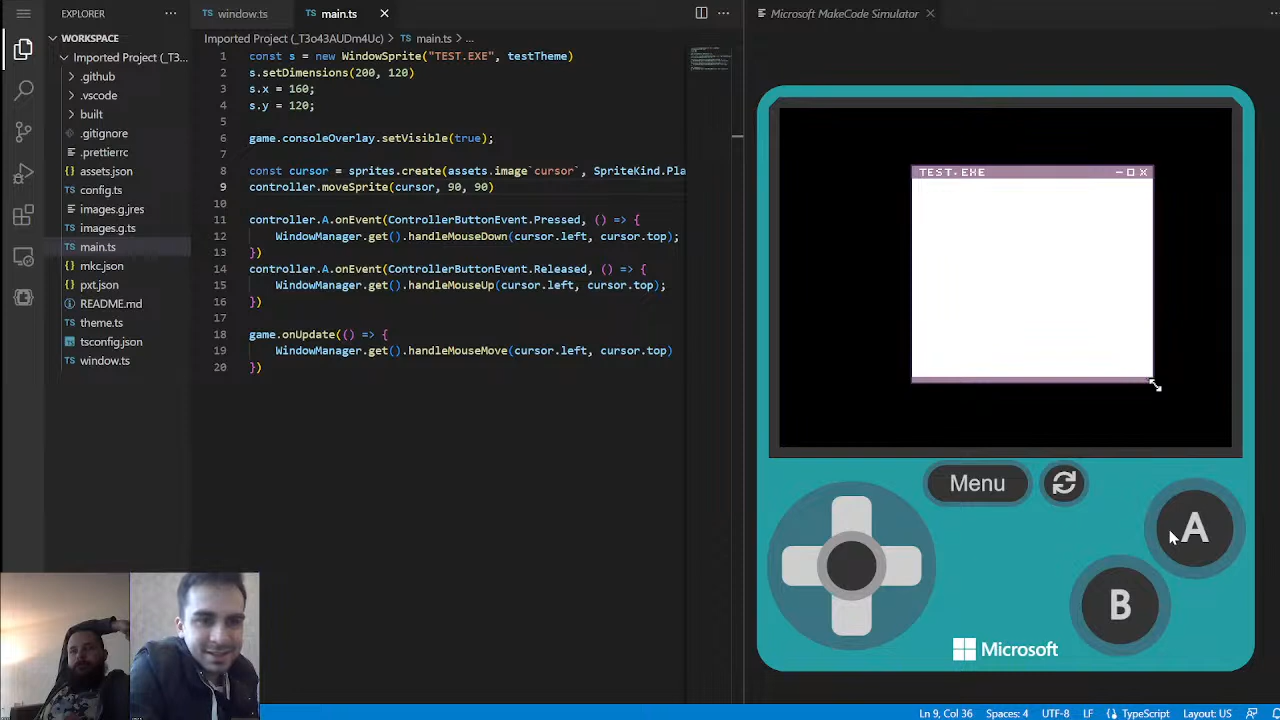 EXPLORER
WORKSPACE
Imported Project (_T3...
.github
.vscode
built
.gitignore
.prettierrc
assets.json
config.ts
images.g.jres
images.g.ts
main.ts
mkc.json
pxt.json
README.md
theme.ts
tsconfig.json
window.ts
TS window.ts
TS main.ts
Imported Project (_T3o43AUDm4Uc) > TS main.ts > ...
1 const s = new WindowSprite("TEST.EXE", testTheme)
2 s.setDimensions(200, 120)
3 s.x = 160;
4 s.y = 120;
5
6 game.consoleOverlay.setVisible(true);
7
8 const cursor = sprites.create(assets.image`cursor`, SpriteKind.Pla
9 controller.moveSprite(cursor, 90, 90)
10
11 controller.A.onEvent(ControllerButtonEvent.Pressed, () => {
12 WindowManager.get().handleMouseDown(cursor.left, cursor.top);
13 })
14 controller.A.onEvent(ControllerButtonEvent.Released, () => {
15 WindowManager.get().handleMouseUp(cursor.left, cursor.top);
16 })
17
18 game.onUpdate(() => {
19 WindowManager.get().handleMouseMove(cursor.left, cursor.top)
20 })
Microsoft MakeCode Simulator
TEST.EXE
Menu
A
B
Microsoft
Ln 9, Col 36 Spaces: 4 UTF-8 LF TypeScript Layout: US